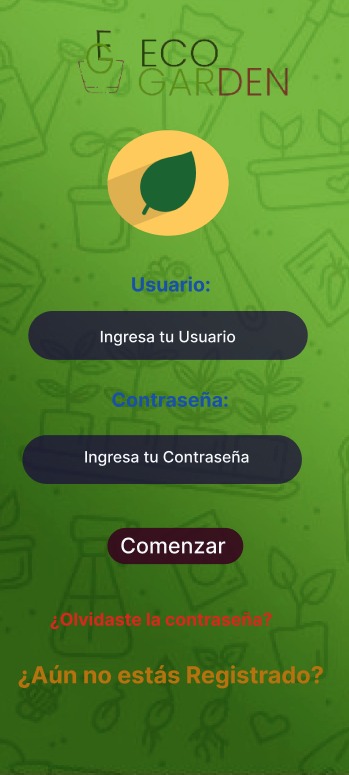 E
G
ECO
GARDEN
Usuario:
Ingresa tu Usuario
Contraseña:
Ingresa tu Contraseña
Comenzar
¿Olvidaste la contraseña?
¿Aún no estás Registrado?